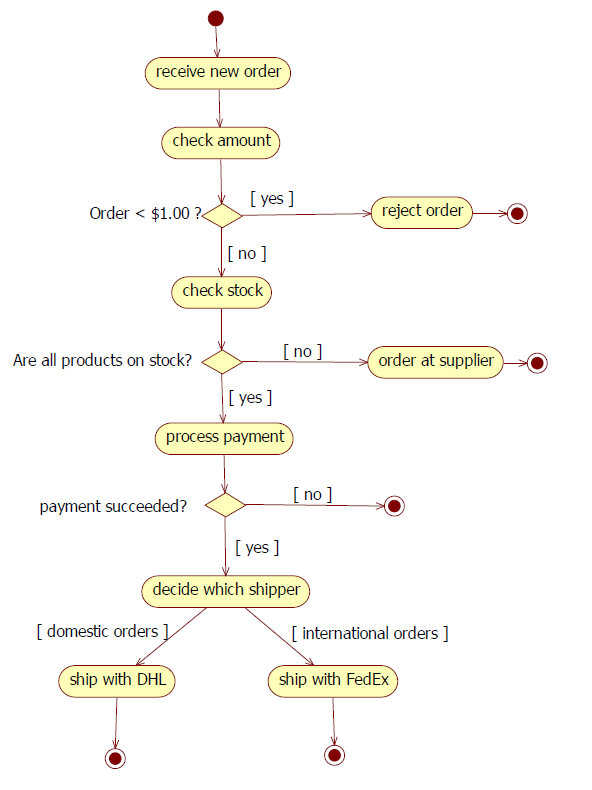 receive new order
check amount
Order < $1.00 ?
[ yes ]
reject order
[ no ]
check stock
Are all products on stock?
[ no ]
order at supplier
[ yes ]
process payment
payment succeeded?
[ no ]
[ yes ]
decide which shipper
[ domestic orders ]
[ international orders ]
ship with DHL
ship with FedEx